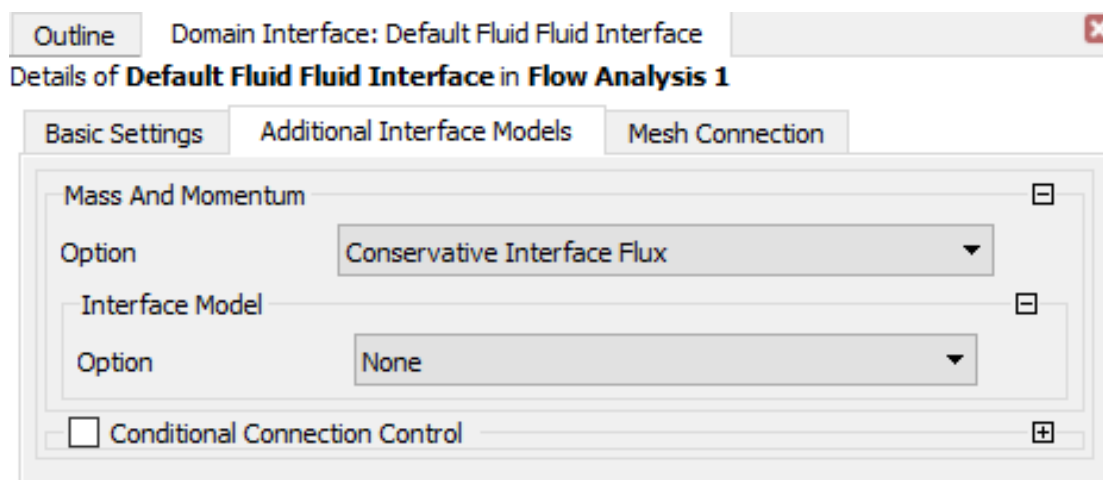 Outline Domain Interface: Default Fluid Fluid Interface
Details of Default Fluid Fluid Interface in Flow Analysis 1
Basic Settings Additional Interface Models Mesh Connection
Mass And Momentum
Option Conservative Interface Flux
Interface Model
Option None
Conditional Connection Control